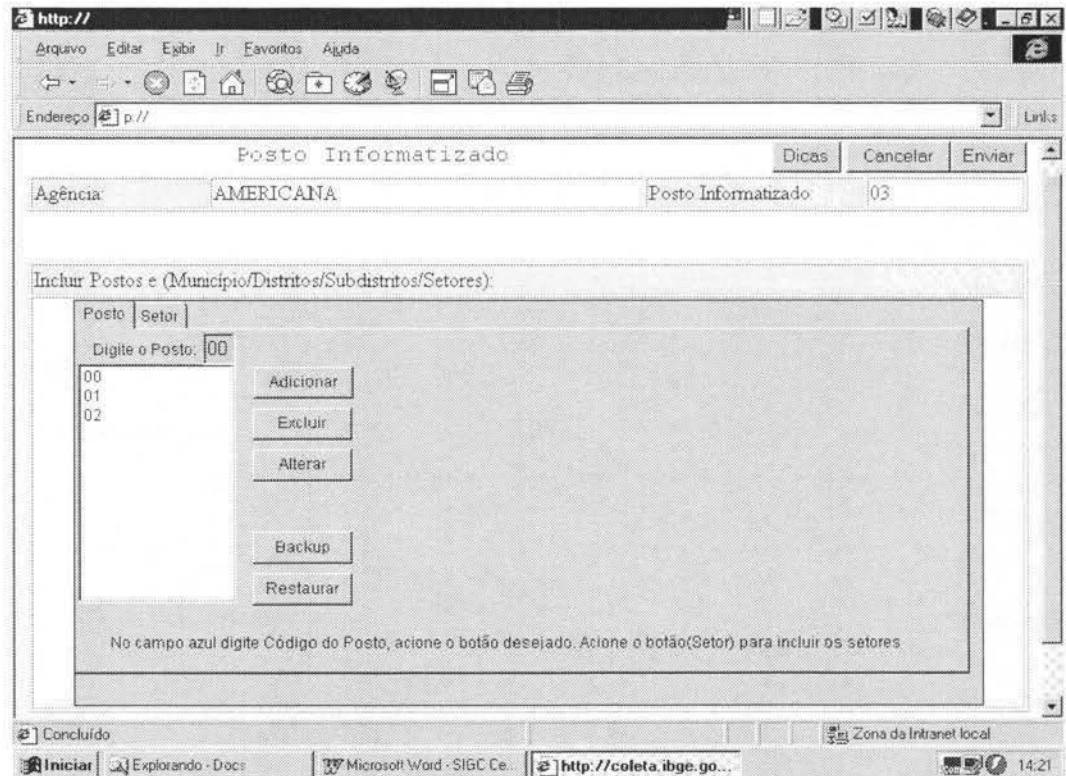 http://
Arquivo Editar Exibir Ir Favoritos Ajuda
Endereço p:// Links
Posto Informatizado Dicas Cancelar Enviar
Agência: AMERICANA Posto Informatizado 03
Incluir Postos e (Município/Distritos/Subdistritos/Setores):
Posto Setor
Digite o Posto: 00
00
01
02
Adicionar
Excluir
Alterar
Backup
Restaurar
No campo azul digite Código do Posto, acione o botão desejado. Acione o botão(Setor) para incluir os setores
Concluído Zona da Intranet local
Iniciar Explorando - Docs Microsoft Word - SIGC Ce... http://coleta.ibge.go... 14:21